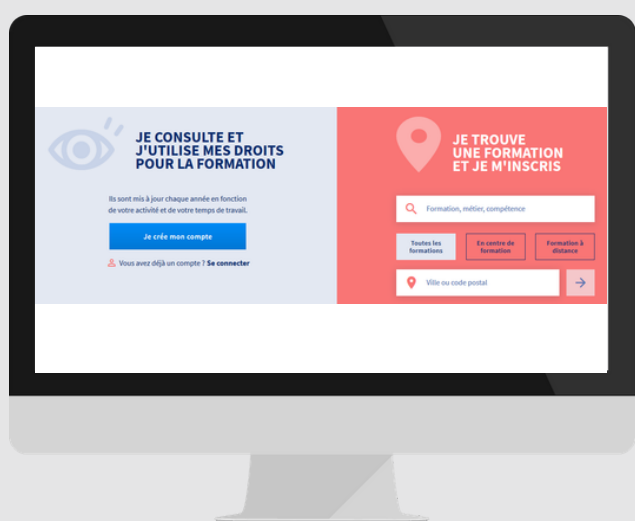 JE CONSULTE ET
J'UTILISE MES DROITS
POUR LA FORMATION
Ils sont mis à jour chaque année en fonction
de votre activité et de votre temps de travail.
Je crée mon compte
Vous avez déjà un compte ? Se connecter
JE TROUVE
UNE FORMATION
ET JE M'INSCRIS
Formation, métier, compétence
Toutes les
formations
En centre de
formation
Formation à
distance
Ville ou code postal